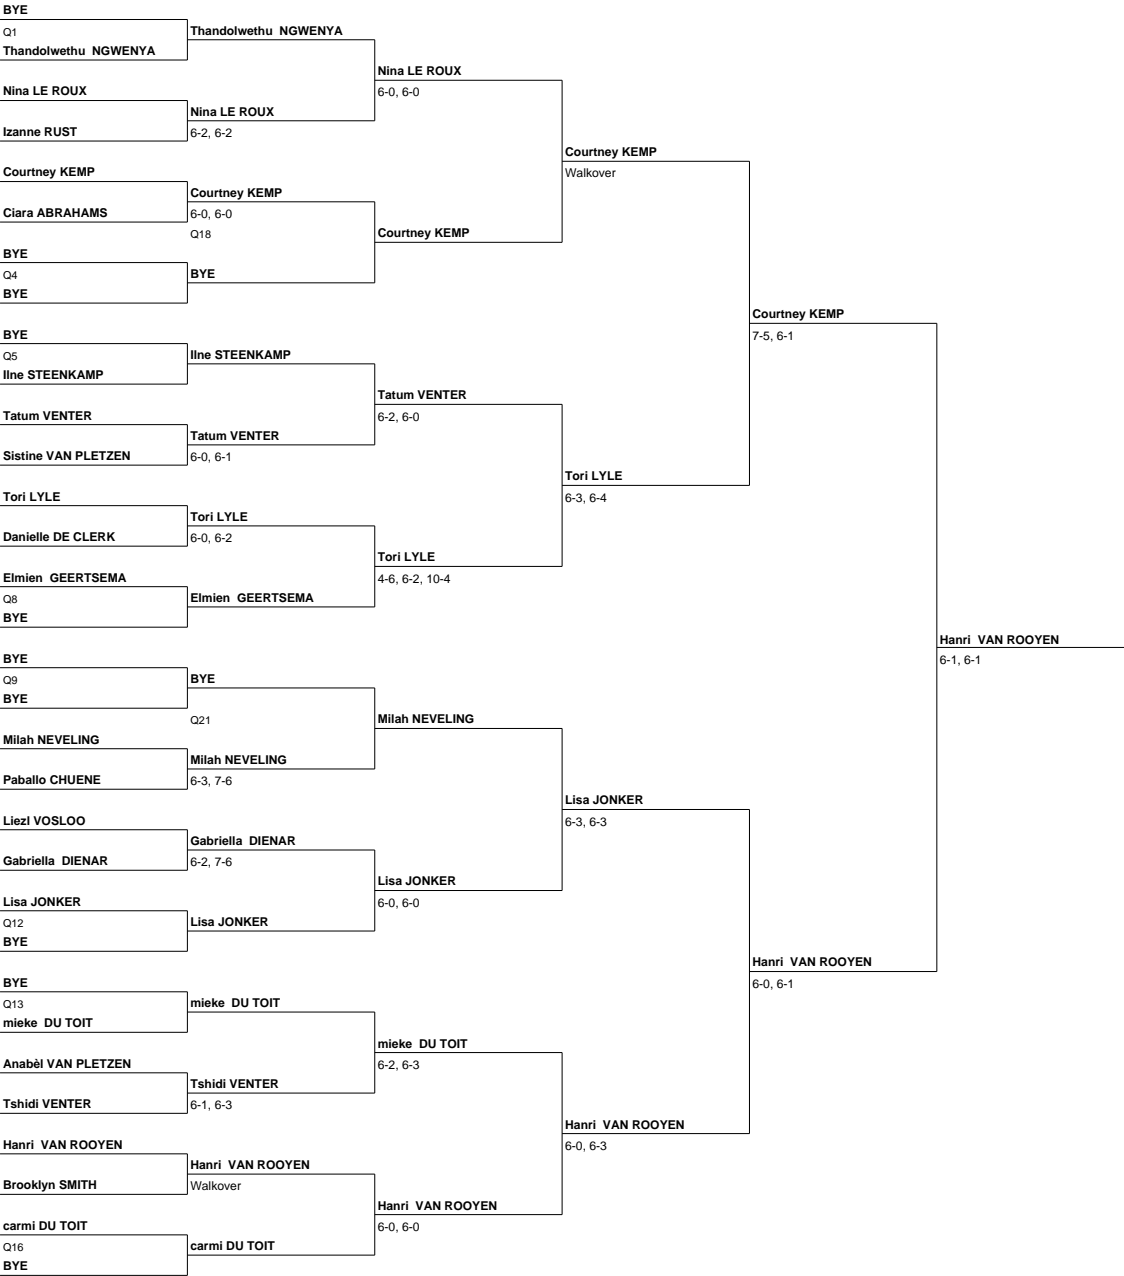 BYE
Q1
Thandolwethu NGWENYA
Thandolwethu NGWENYA
Nina LE ROUX
6-0, 6-0
Nina LE ROUX
Nina LE ROUX
6-2, 6-2
Izanne RUST
Courtney KEMP
Walkover
Courtney KEMP
Courtney KEMP
6-0, 6-0
Q18
Ciara ABRAHAMS
Courtney KEMP
BYE
Q4
BYE
BYE
Courtney KEMP
7-5, 6-1
BYE
Q5
Ilne STEENKAMP
Ilne STEENKAMP
Tatum VENTER
6-2, 6-0
Tatum VENTER
Tatum VENTER
6-0, 6-1
Sistine VAN PLETZEN
Tori LYLE
6-3, 6-4
Tori LYLE
Tori LYLE
6-0, 6-2
Danielle DE CLERK
Tori LYLE
4-6, 6-2, 10-4
Elmien GEERTSEMA
Q8
Elmien GEERTSEMA
BYE
Hanri VAN ROOYEN
6-1, 6-1
BYE
Q9
BYE
BYE
Q21
Milah NEVELING
Milah NEVELING
Milah NEVELING
6-3, 7-6
Paballo CHUENE
Lisa JONKER
6-3, 6-3
Liezl VOSLOO
Gabriella DIENAR
6-2, 7-6
Gabriella DIENAR
Lisa JONKER
6-0, 6-0
Lisa JONKER
Q12
Lisa JONKER
BYE
Hanri VAN ROOYEN
6-0, 6-1
BYE
Q13
mieke DU TOIT
mieke DU TOIT
mieke DU TOIT
6-2, 6-3
Anabèl VAN PLETZEN
Tshidi VENTER
6-1, 6-3
Tshidi VENTER
Hanri VAN ROOYEN
6-0, 6-3
Hanri VAN ROOYEN
Hanri VAN ROOYEN
Walkover
Brooklyn SMITH
Hanri VAN ROOYEN
6-0, 6-0
carmi DU TOIT
Q16
carmi DU TOIT
BYE